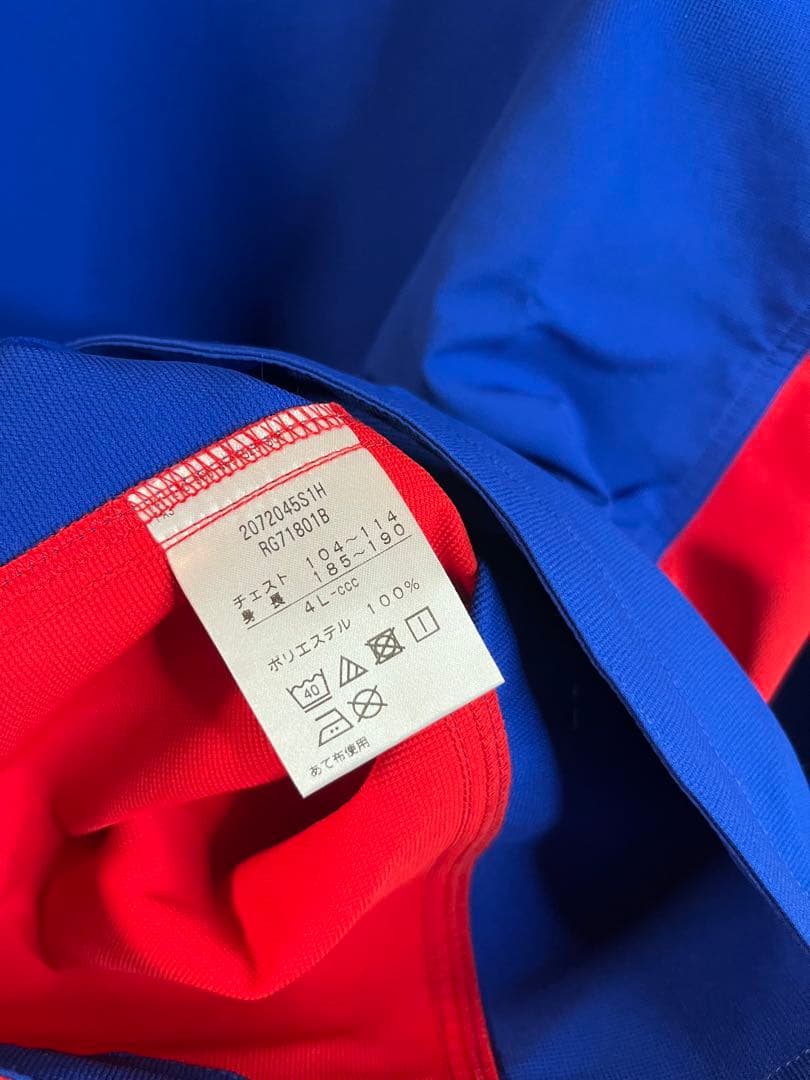 2072045S1H
RG71801B
チェスト 104～114
身長 185～190
4L-CCC
ポリエステル 100%
40
あて布使用